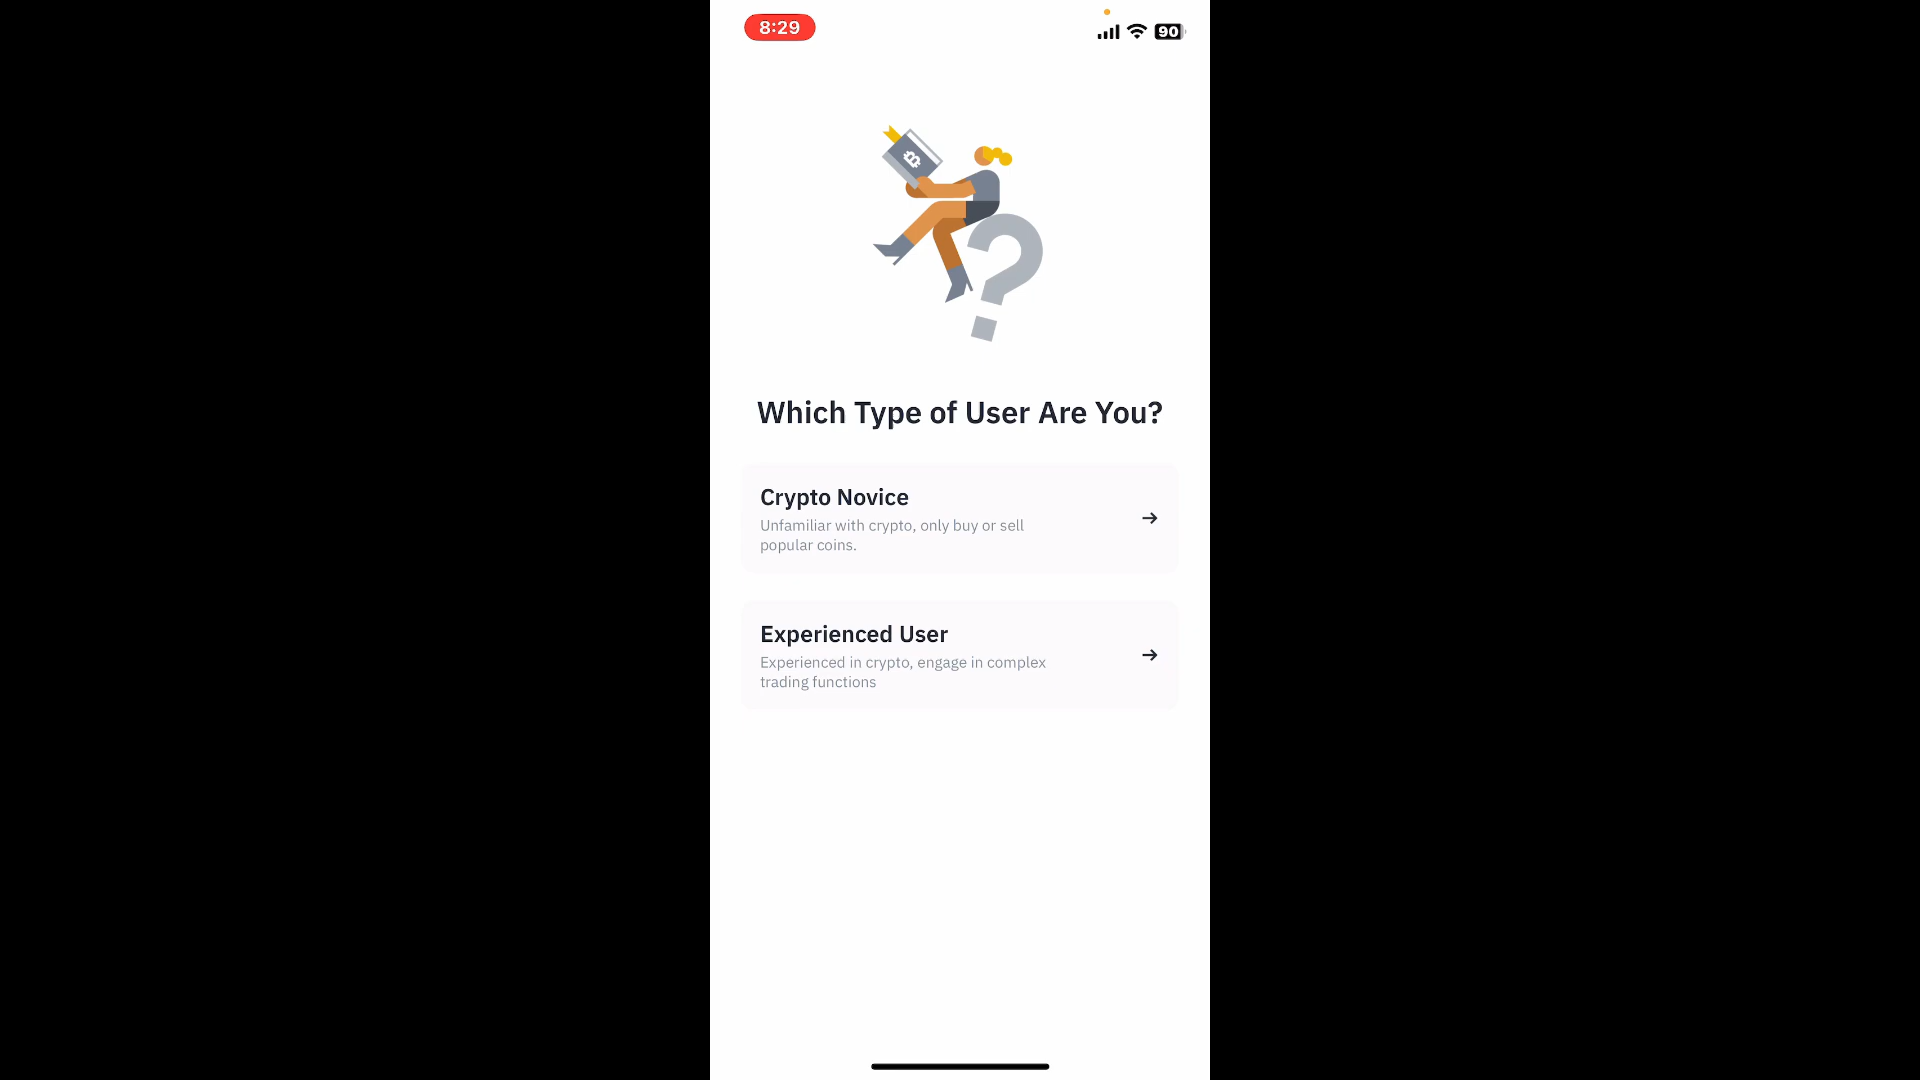 8:29
90
Which Type of User Are You?
Crypto Novice
Unfamiliar with crypto, only buy or sell
popular coins.
Experienced User
Experienced in crypto, engage in complex
trading functions